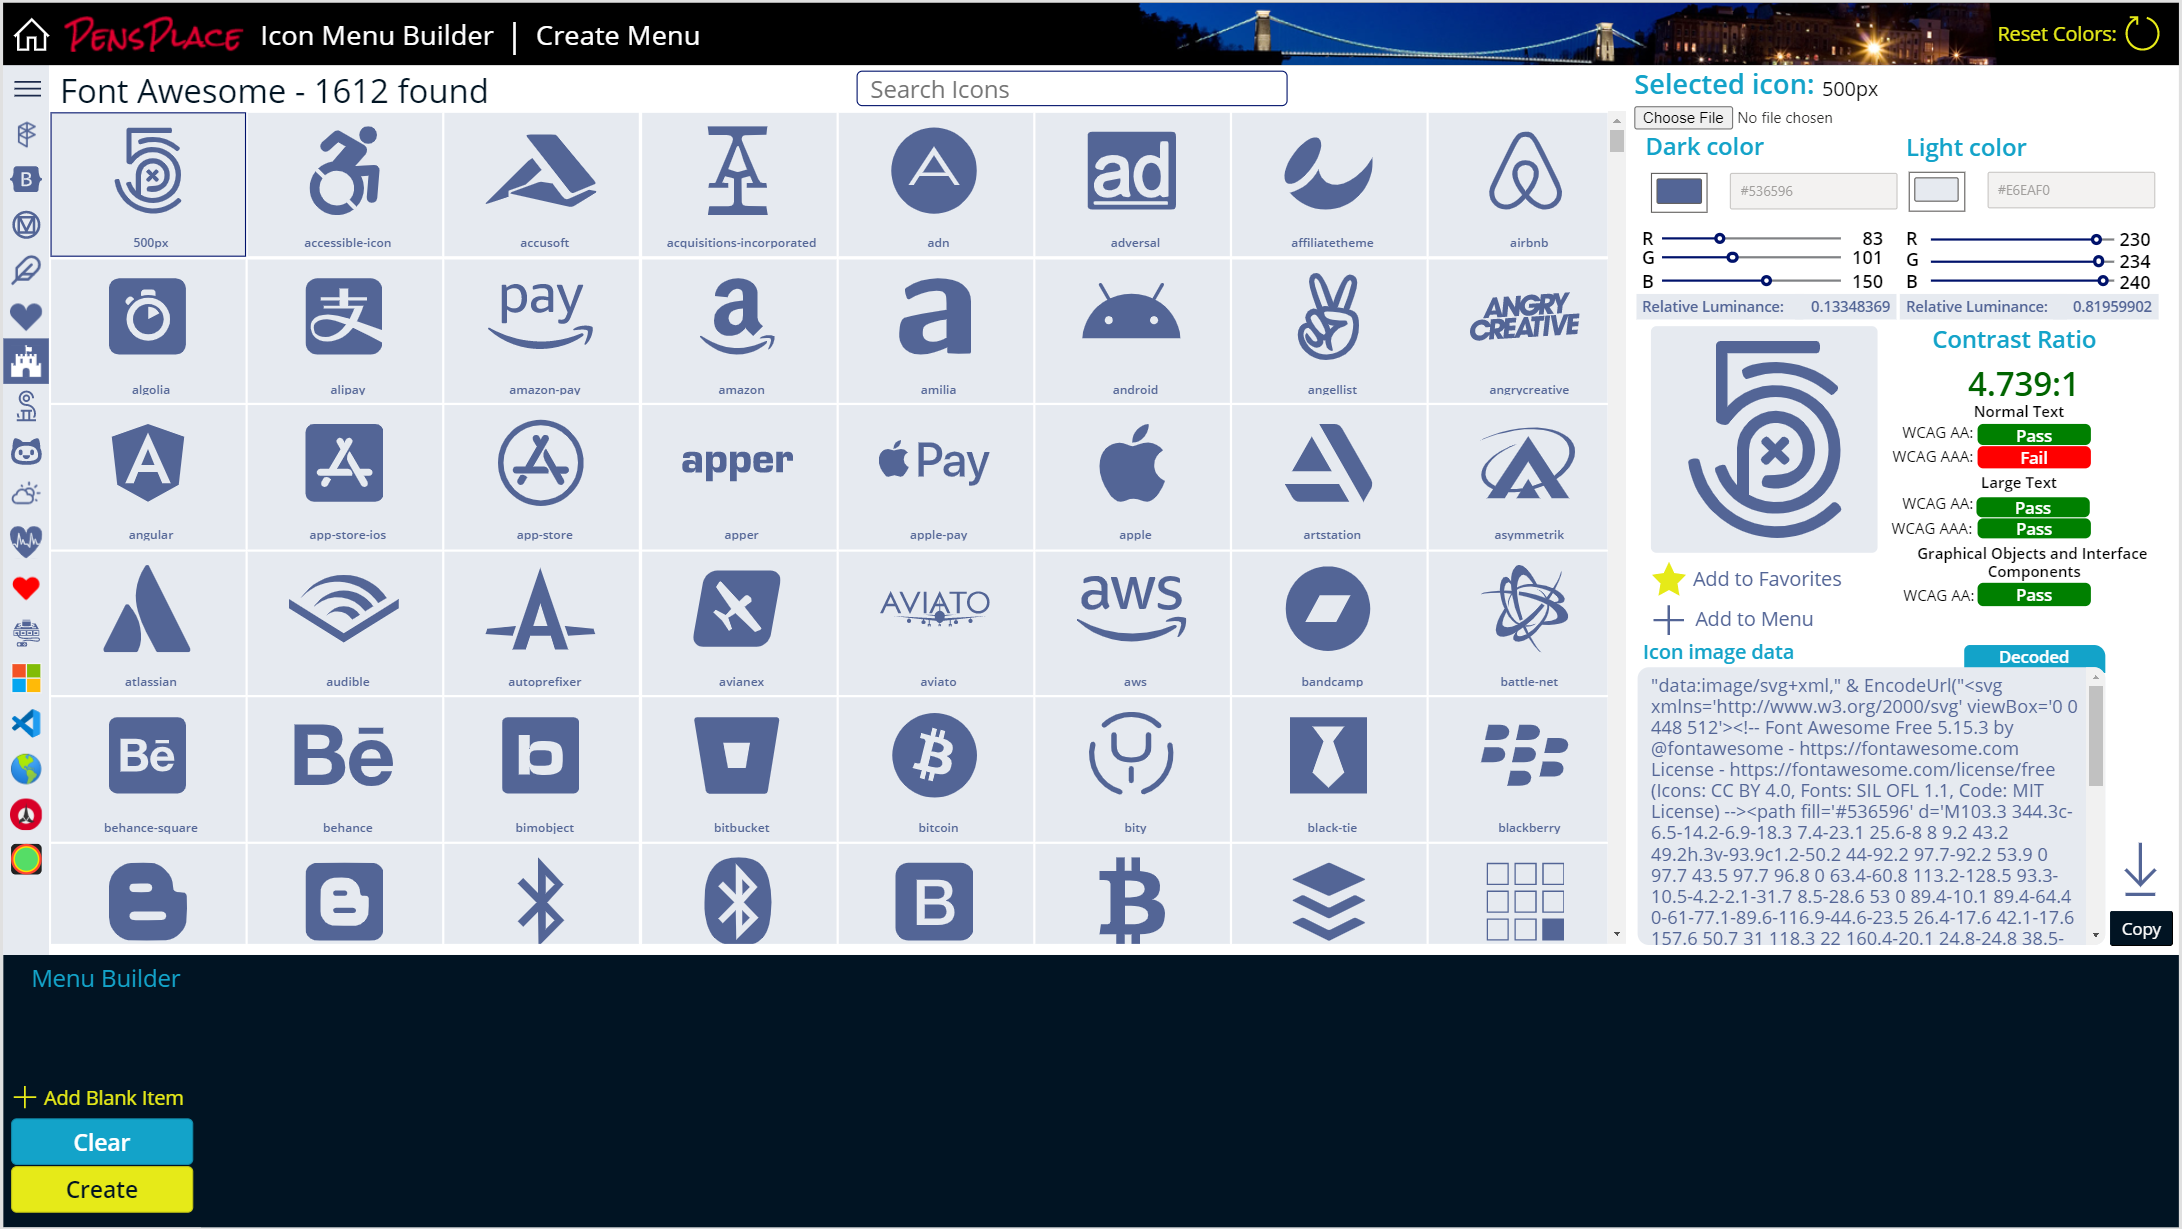 PENSPLACE Icon Menu Builder | Create Menu
Reset Colors:
Font Awesome - 1612 found
Search Icons
500px
accessible-icon
accusoft
acquisitions-incorporated
adn
ad
adversal
affiliatetheme
airbnb
algolia
alipay
pay
amazon-pay
a
amazon
a
amilia
android
angellist
ANGRY
CREATIVE
angrycreative
A
angular
app-store-ios
app-store
apper
apper
Pay
apple-pay
apple
artstation
asymmetrik
atlassian
audible
autoprefixer
avianex
AVIATO
aviato
aws
aws
bandcamp
battle-net
Bē
behance-square
Bē
behance
b
bimobject
bitbucket
bitcoin
bity
black-tie
blackberry
B
Selected icon: 500px
Choose File No file chosen
Dark color
#536596
R 83
G 101
B 150
Relative Luminance: 0.13348369
Light color
#E6EAF0
R 230
G 234
B 240
Relative Luminance: 0.81959902
Contrast Ratio
4.739:1
Normal Text
WCAG AA: Pass
WCAG AAA: Fail
Large Text
WCAG AA: Pass
WCAG AAA: Pass
Graphical Objects and Interface
Components
WCAG AA: Pass
Add to Favorites
Add to Menu
Icon image data
Decoded
"data:image/svg+xml," & EncodeUrl("<svg
xmlns='http://www.w3.org/2000/svg' viewBox='0 0
448 512'><!-- Font Awesome Free 5.15.3 by
@fontawesome - https://fontawesome.com
License - https://fontawesome.com/license/free
(Icons: CC BY 4.0, Fonts: SIL OFL 1.1, Code: MIT
License) --><path fill='#536596' d='M103.3 344.3c-
6.5-14.2-6.9-18.3 7.4-23.1 25.6-8 8 9.2 43.2
49.2h.3v-93.9c1.2-50.2 44-92.2 97.7-92.2 53.9 0
97.7 43.5 97.7 96.8 0 63.4-60.8 113.2-128.5 93.3-
10.5-4.2-2.1-31.7 8.5-28.6 53 0 89.4-10.1 89.4-64.4
0-61-77.1-89.6-116.9-44.6-23.5 26.4-17.6 42.1-17.6
157.6 50.7 31 118.3 22 160.4-20.1 24.8-24.8 38.5-
Copy
Menu Builder
Add Blank Item
Clear
Create